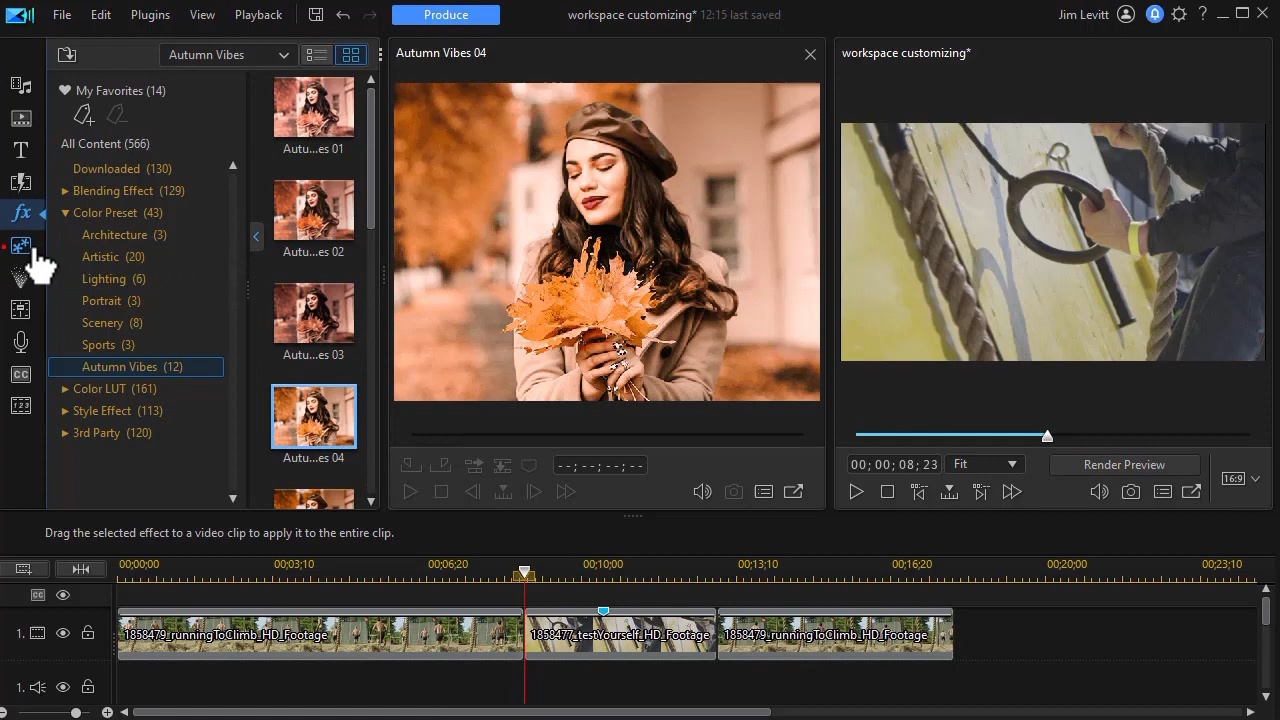 File Edit Plugins View Playback Produce workspace customizing* 12:15 last saved Jim Levitt
Autumn Vibes
Autumn Vibes 04
workspace customizing*
My Favorites (14)
All Content (566)
Downloaded (130)
Blending Effect (129)
Color Preset (43)
Architecture (3)
Artistic (20)
Lighting (6)
Portrait (3)
Scenery (8)
Sports (3)
Autumn Vibes (12)
Color LUT (161)
Style Effect (113)
3rd Party (120)
Autu...es 01
Autu...es 02
Autu...es 03
Autu...es 04
T
fx
CC
123
--;--;--;--
00; 00; 08; 23 Fit Render Preview
16:9
Drag the selected effect to a video clip to apply it to the entire clip.
00;00;00 00;03;10 00;06;20 00;10;00 00;13;10 00;16;20 00;20;00 00;23;10
CC
1. 1858479_runningToClimb_HD_Footage 1858477_testYourself_HD_Footage 1858479_runningToClimb_HD_Footage
1.